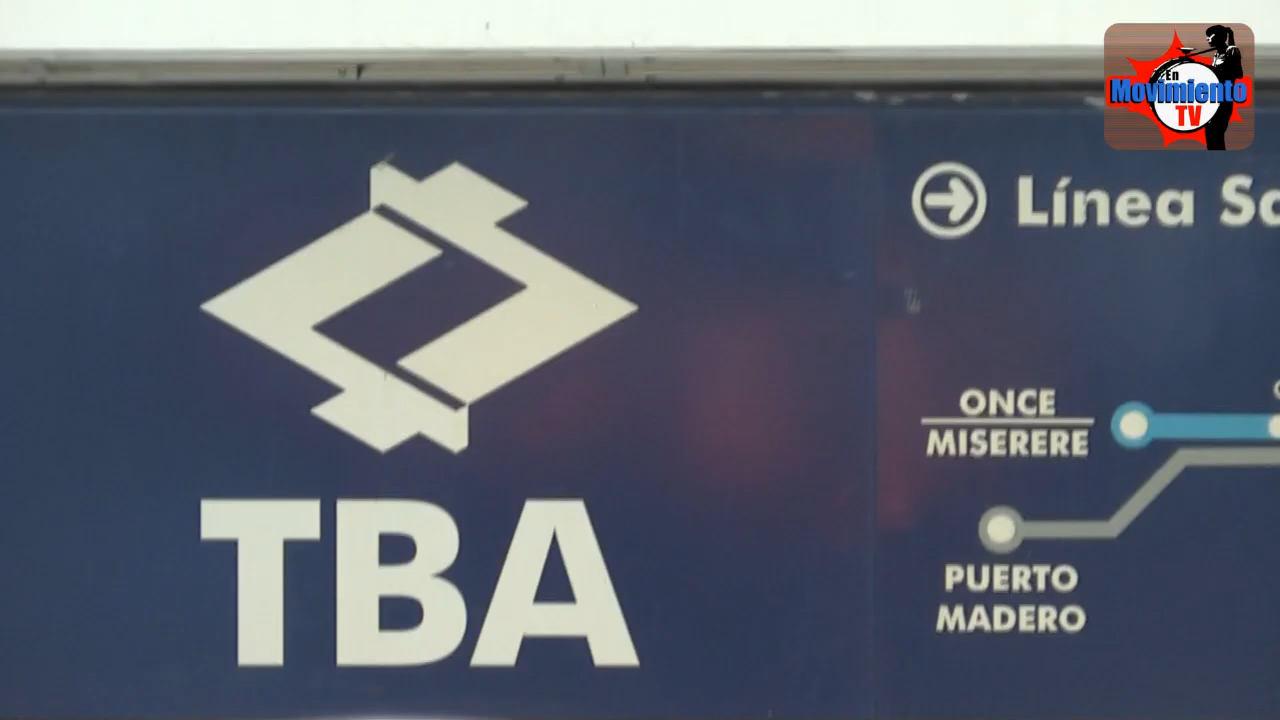 En
Movimiento
TV
Línea
ONCE
MISERERE
PUERTO
MADERO
TBA